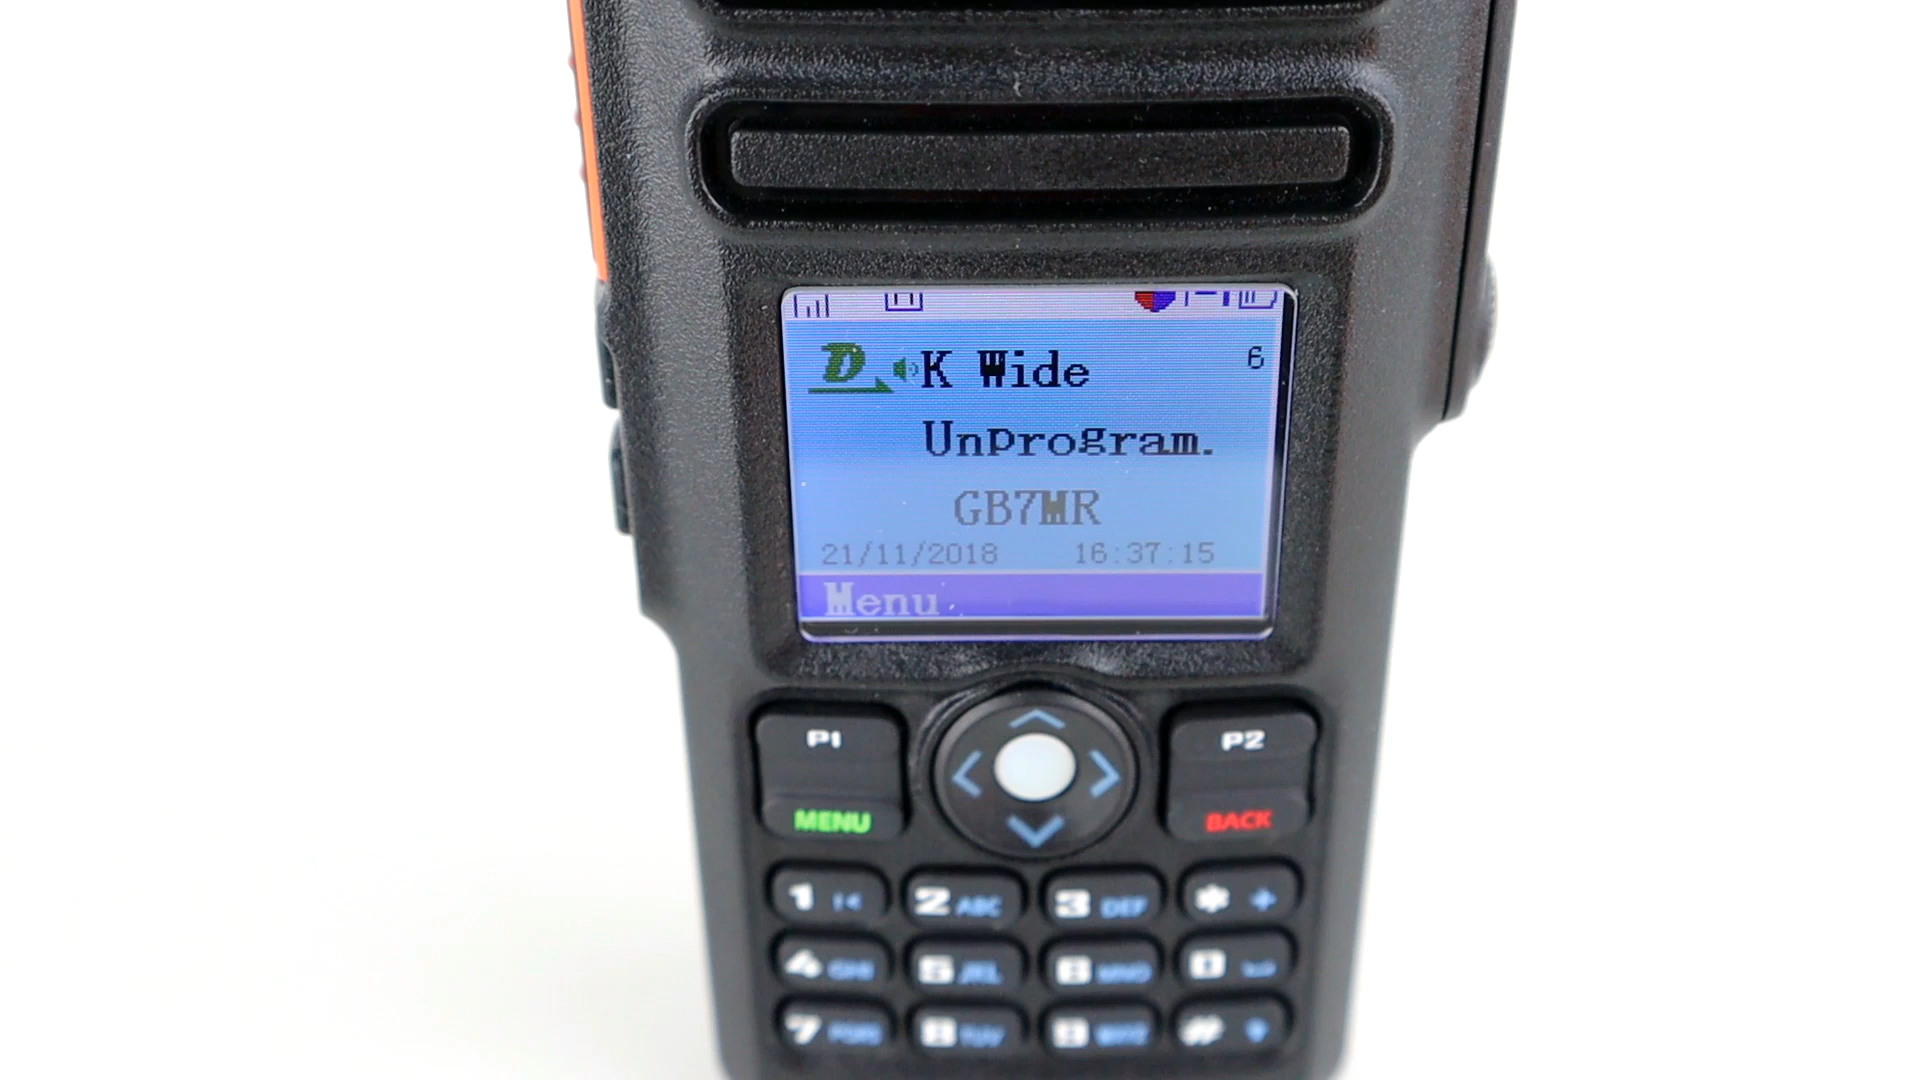 D K Wide 6
Unprogram.
GB7MR
21/11/2018 16:37:15
Menu
P1 P2
MENU BACK
1 2 ABC 3 DEF * +
4 GHI 5 JKL 6 MNO 0
7 PQRS 8 TUV 9 WXYZ #